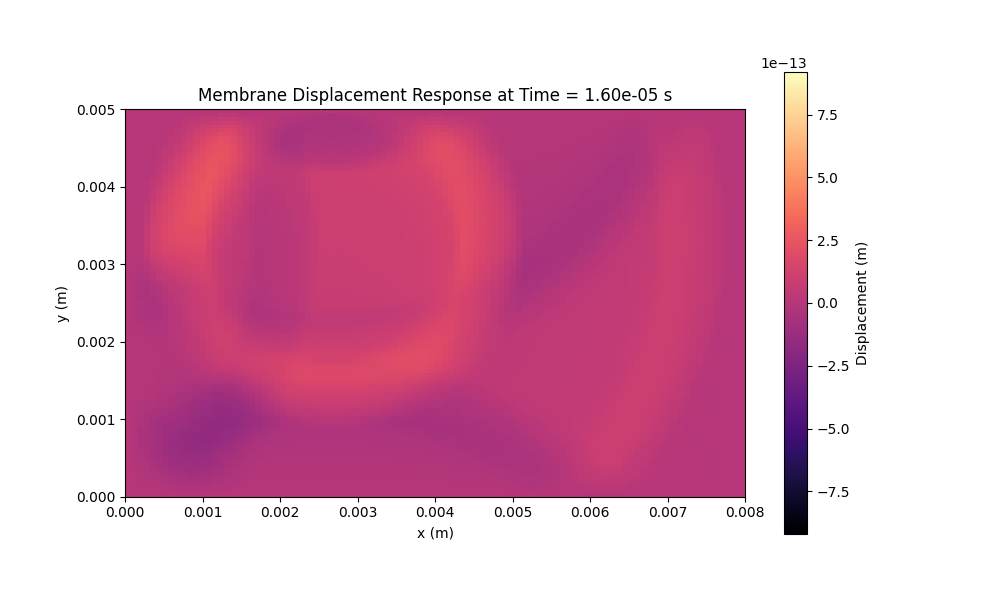 1e−13
Membrane Displacement Response at Time = 1.60e-05 s
0.005
0.004
0.003
0.002
0.001
0.000
y (m)
0.000 0.001 0.002 0.003 0.004 0.005 0.006 0.007 0.008
x (m)
7.5
5.0
2.5
0.0
−2.5
−5.0
−7.5
Displacement (m)